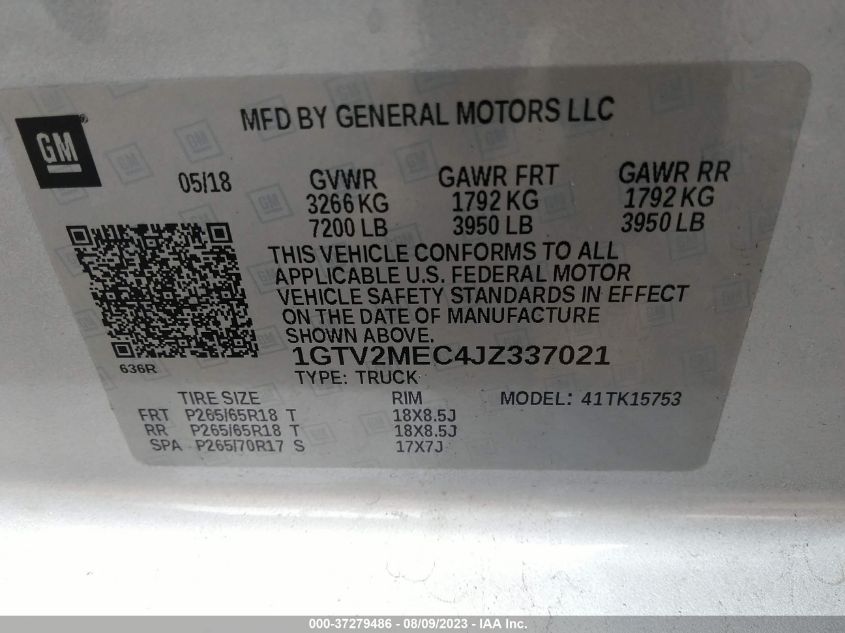 MFD BY GENERAL MOTORS LLC
GM
05/18 GVWR GAWR FRT GAWR RR
3266 KG 1792 KG 1792 KG
7200 LB 3950 LB 3950 LB
THIS VEHICLE CONFORMS TO ALL
APPLICABLE U.S. FEDERAL MOTOR
VEHICLE SAFETY STANDARDS IN EFFECT
ON THE DATE OF MANUFACTURE
SHOWN ABOVE.
636R 1GTV2MEC4JZ337021
TYPE: TRUCK
TIRE SIZE RIM MODEL: 41TK15753
FRT P265/65R18 T 18X8.5J
RR P265/65R18 T 18X8.5J
SPA P265/70R17 S 17X7J
000-37279486 - 08/09/2023 - IAA Inc.